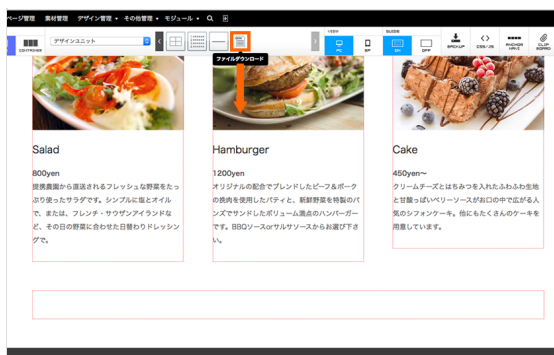 ページ管理 素材管理 デザイン管理 その他管理 モジュール
VIEW GUIDE
デザインユニット
CONTAINER PC SP ON OFF BACKUP CSS/JS ANCHOR NAVI CLIP BOARD
ファイルダウンロード
Salad
800yen
提携農園から直送されるフレッシュな野菜をたっ
ぷり使ったサラダです。シンプルに塩とオイル
で、または、フレンチ・サウザンアイランドな
ど、その日の野菜に合わせた日替わりドレッシン
グで。
Hamburger
1200yen
オリジナルの配合でブレンドしたビーフ＆ポーク
の挽肉を使用したパティと、新鮮野菜を特製のバ
ンズでサンドしたボリューム満点のハンバーガー
です。BBQソースorサルサソースからお選び下さ
い。
Cake
450yen〜
クリームチーズとはちみつを入れたふわふわ生地
と甘酸っぱいベリーソースがお口の中で広がる人
気のシフォンケーキ。他にもたくさんのケーキを
用意しています。